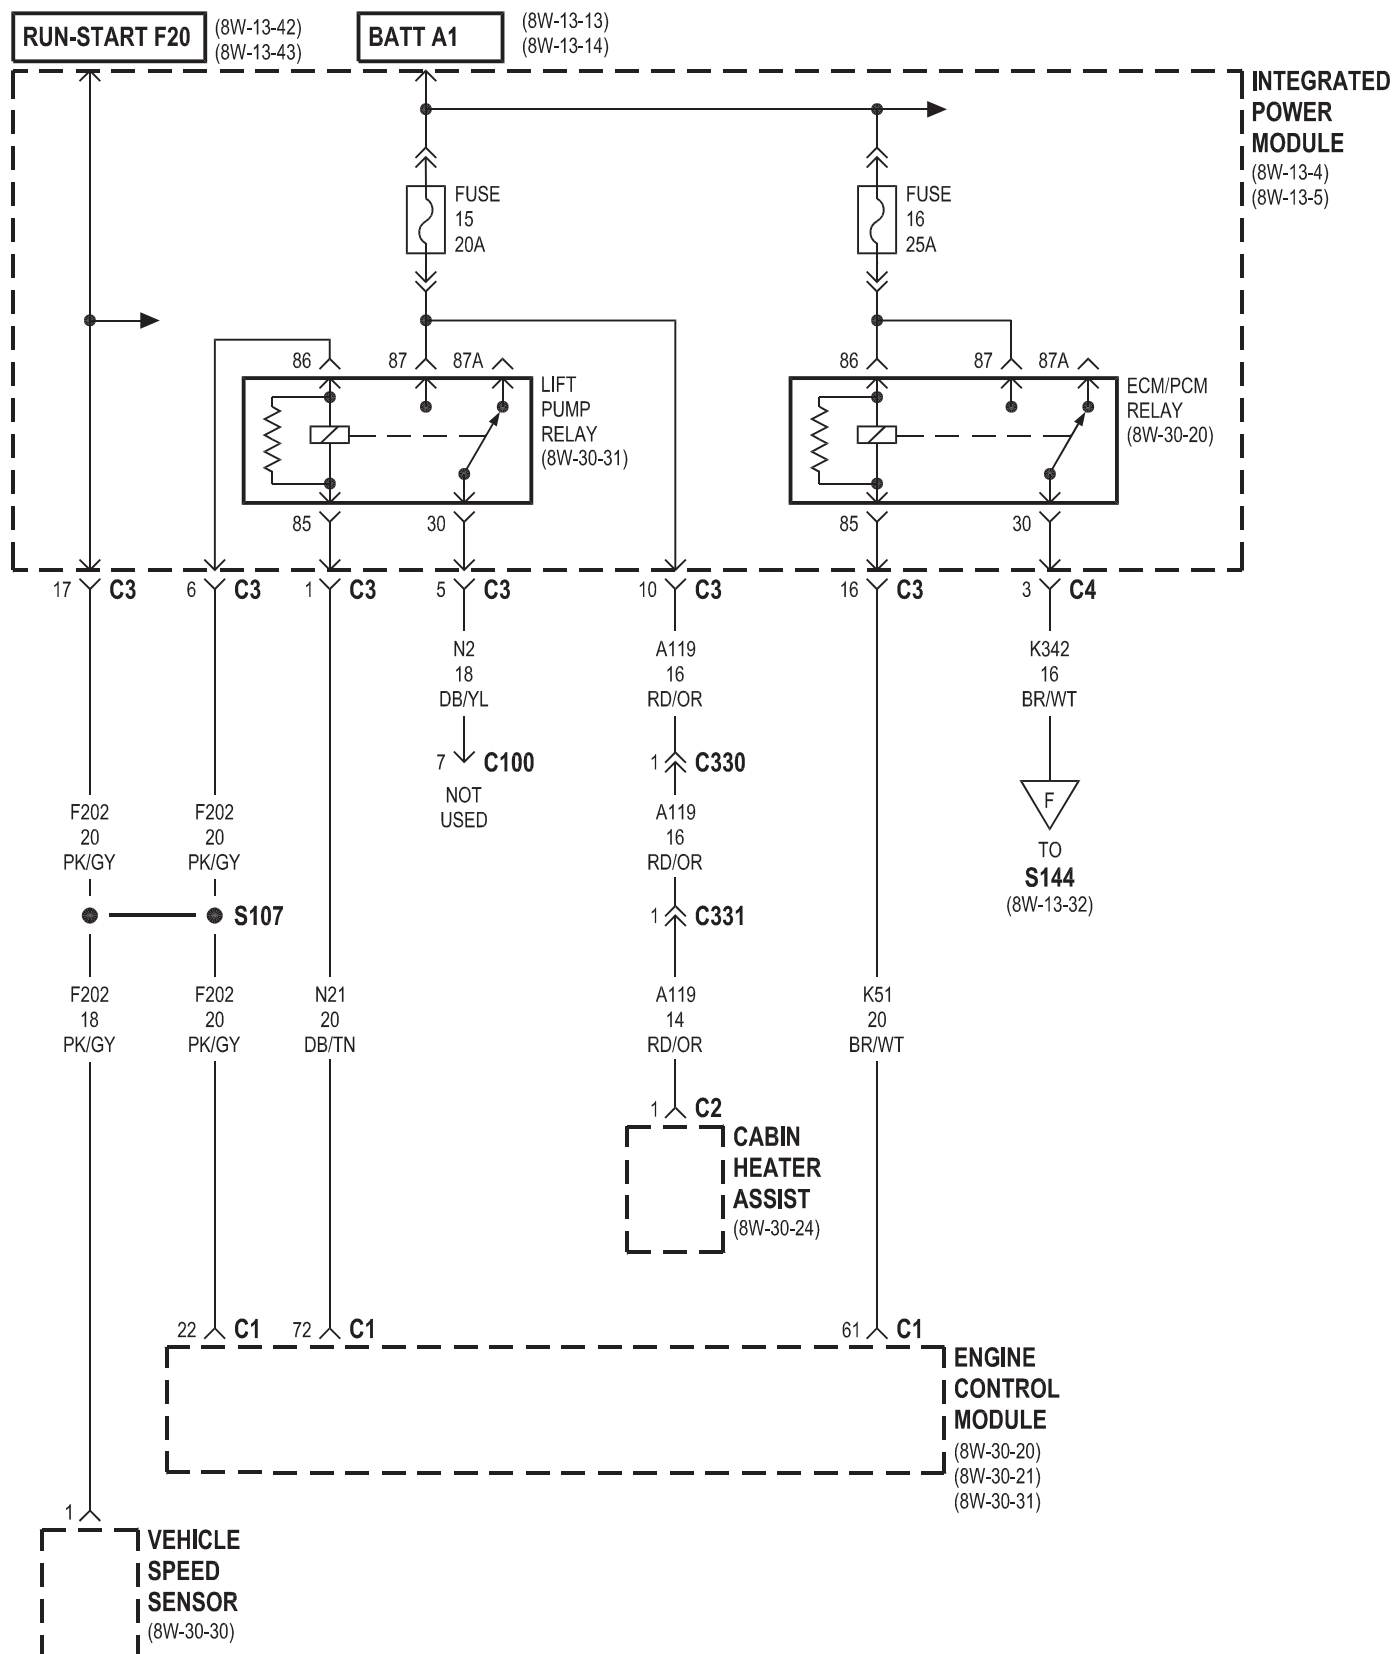 RUN-START F20
(8W-13-42)
(8W-13-43)
BATT A1
(8W-13-13)
(8W-13-14)
INTEGRATED
POWER
MODULE
(8W-13-4)
(8W-13-5)
FUSE
15
20A
FUSE
16
25A
86
87
87A
LIFT
PUMP
RELAY
(8W-30-31)
85
30
86
87
87A
ECM/PCM
RELAY
(8W-30-20)
85
30
17 C3
6 C3
1 C3
5 C3
10 C3
16 C3
3 C4
N2
18
DB/YL
7 C100
NOT
USED
A119
16
RD/OR
1 C330
A119
16
RD/OR
1 C331
K342
16
BR/WT
F
TO
S144
(8W-13-32)
F202
20
PK/GY
F202
20
PK/GY
S107
F202
18
PK/GY
F202
20
PK/GY
N21
20
DB/TN
A119
14
RD/OR
K51
20
BR/WT
1 C2
CABIN
HEATER
ASSIST
(8W-30-24)
22 C1
72 C1
61 C1
ENGINE
CONTROL
MODULE
(8W-30-20)
(8W-30-21)
(8W-30-31)
1
VEHICLE
SPEED
SENSOR
(8W-30-30)